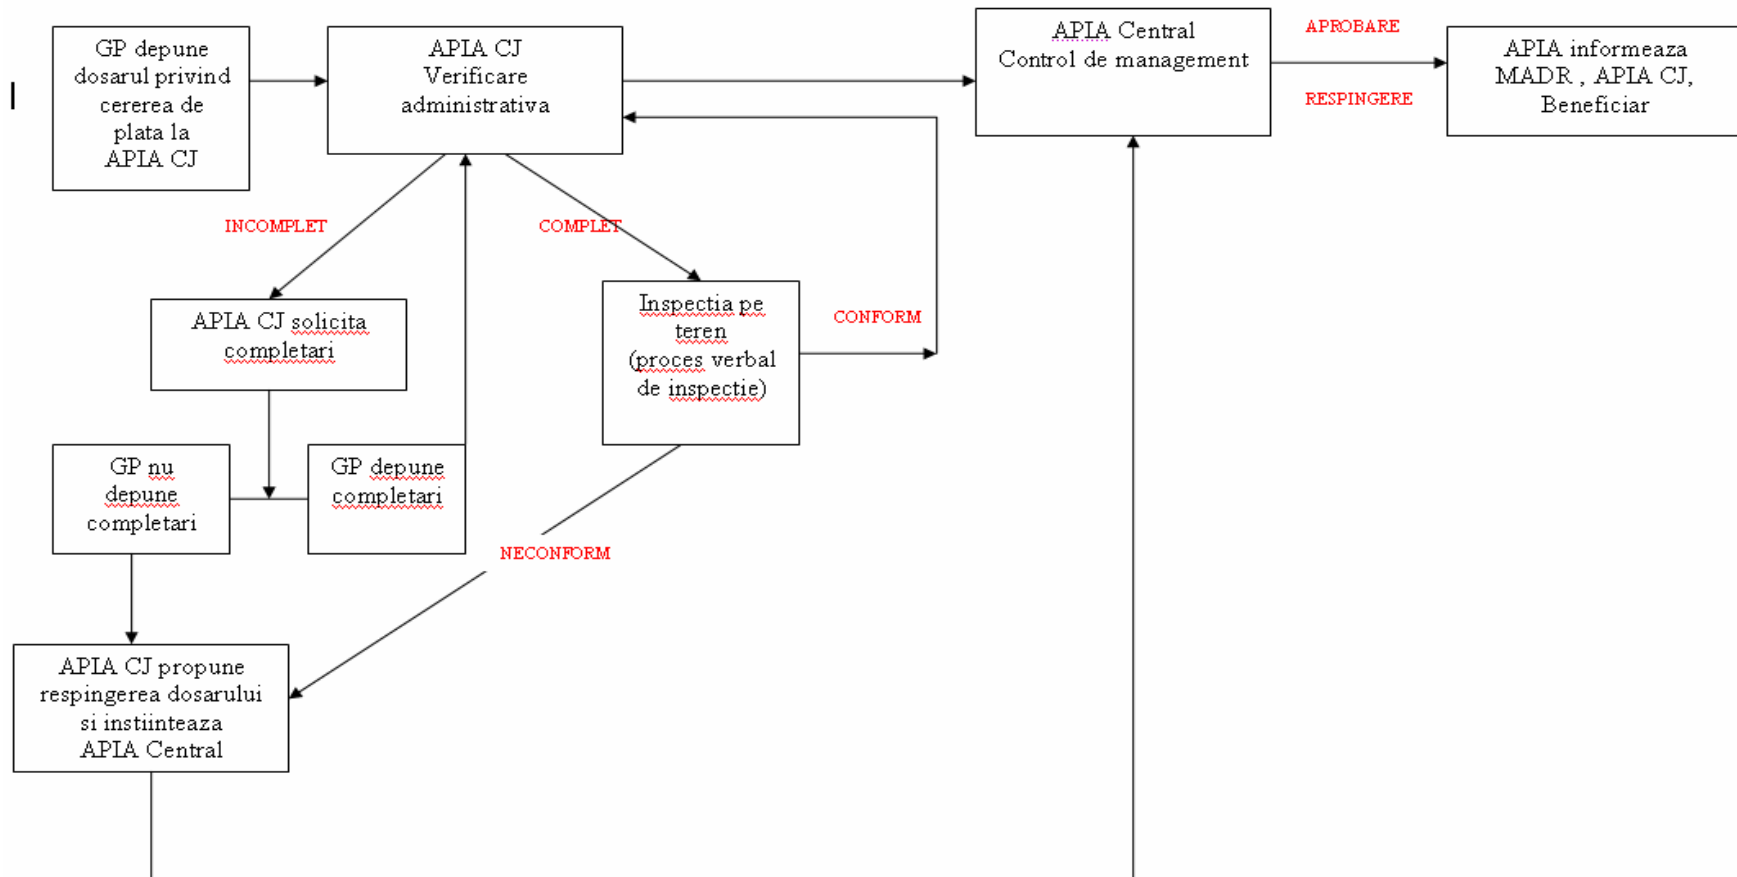 GP depune
dosarul privind
cererea de
plata la
APIA CJ
APIA CJ
Verificare
administrativa
APIA Central
Control de management
APROBARE
RESPINGERE
APIA informeaza
MADR , APIA CJ,
Beneficiar
INCOMPLET
COMPLET
APIA CJ solicita
completari
Inspectia pe
teren
(proces verbal
de inspectie)
CONFORM
GP nu
depune
completari
GP depune
completari
NECONFORM
APIA CJ propune
respingerea dosarului
si instiinteaza
APIA Central